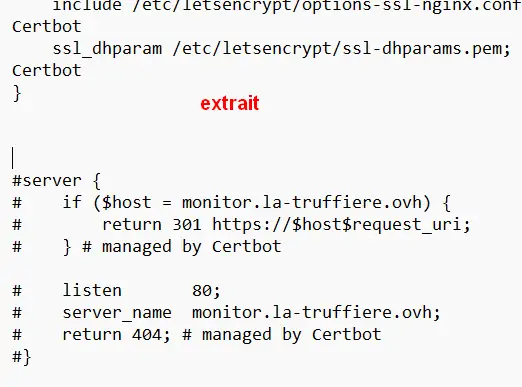 include /etc/letsencrypt/options-ssl-nginx.conf
Certbot
ssl_dhparam /etc/letsencrypt/ssl-dhparams.pem;
Certbot
}
extrait
#server {
#    if ($host = monitor.la-truffiere.ovh) {
#        return 301 https://$host$request_uri;
#    } # managed by Certbot
#    listen       80;
#    server_name  monitor.la-truffiere.ovh;
#    return 404; # managed by Certbot
#}